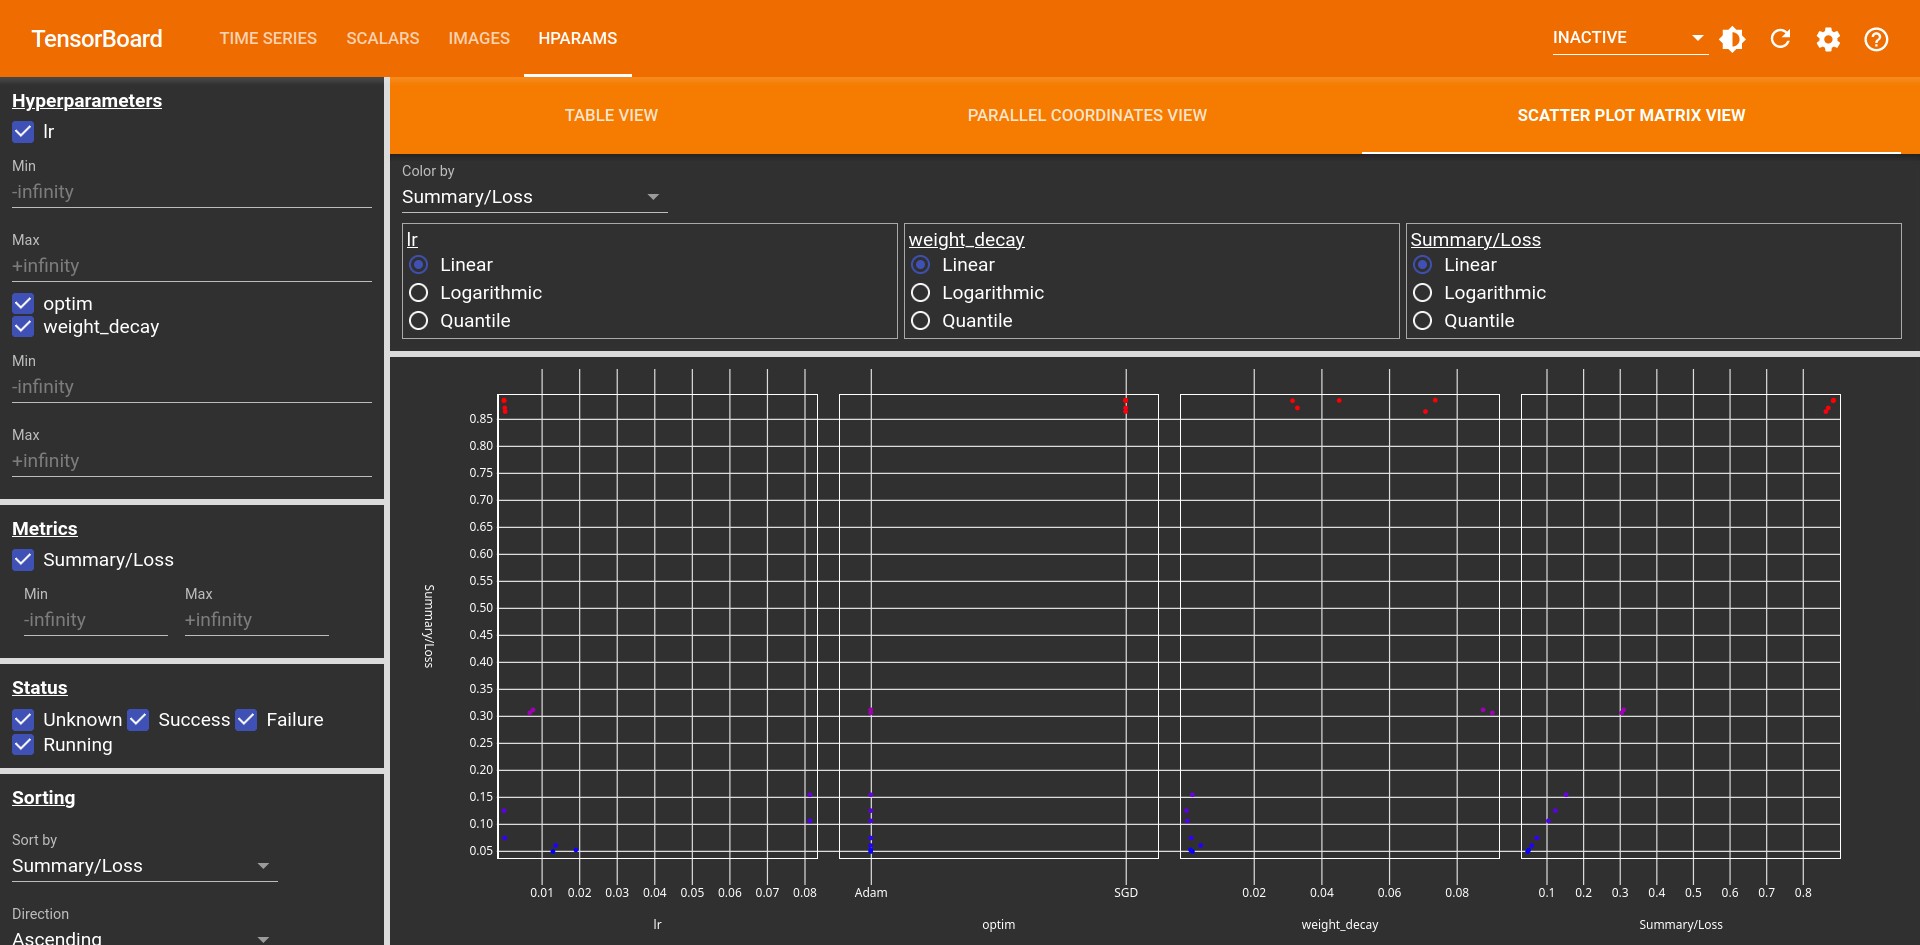 TensorBoard
TIME SERIES
SCALARS
IMAGES
HPARAMS
INACTIVE
Hyperparameters
lr
Min
-infinity
Max
+infinity
optim
weight_decay
Min
-infinity
Max
+infinity
Metrics
Summary/Loss
Min Max
-infinity +infinity
Status
Unknown Success Failure
Running
Sorting
Sort by
Summary/Loss
Direction
Ascending
TABLE VIEW
PARALLEL COORDINATES VIEW
SCATTER PLOT MATRIX VIEW
Color by
Summary/Loss
lr
Linear
Logarithmic
Quantile
weight_decay
Linear
Logarithmic
Quantile
Summary/Loss
Linear
Logarithmic
Quantile
Summary/Loss
0.85
0.80
0.75
0.70
0.65
0.60
0.55
0.50
0.45
0.40
0.35
0.30
0.25
0.20
0.15
0.10
0.05
0.01 0.02 0.03 0.04 0.05 0.06 0.07 0.08
Adam SGD
0.02 0.04 0.06 0.08
0.1 0.2 0.3 0.4 0.5 0.6 0.7 0.8
lr
optim
weight_decay
Summary/Loss